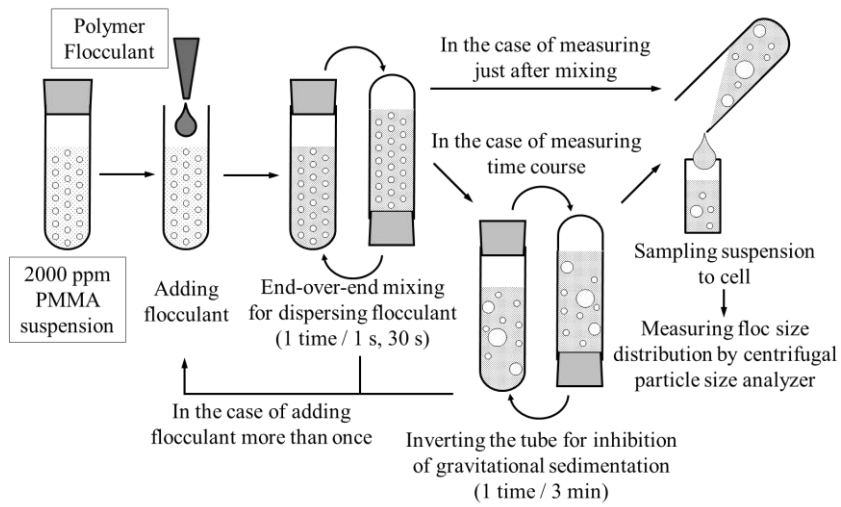 Polymer
Flocculant
2000 ppm
PMMA
suspension
Adding
flocculant
End-over-end mixing
for dispersing flocculant
(1 time / 1 s, 30 s)
In the case of measuring
just after mixing
In the case of measuring
time course
Sampling suspension
to cell
Measuring floc size
distribution by centrifugal
particle size analyzer
In the case of adding
flocculant more than once
Inverting the tube for inhibition
of gravitational sedimentation
(1 time / 3 min)